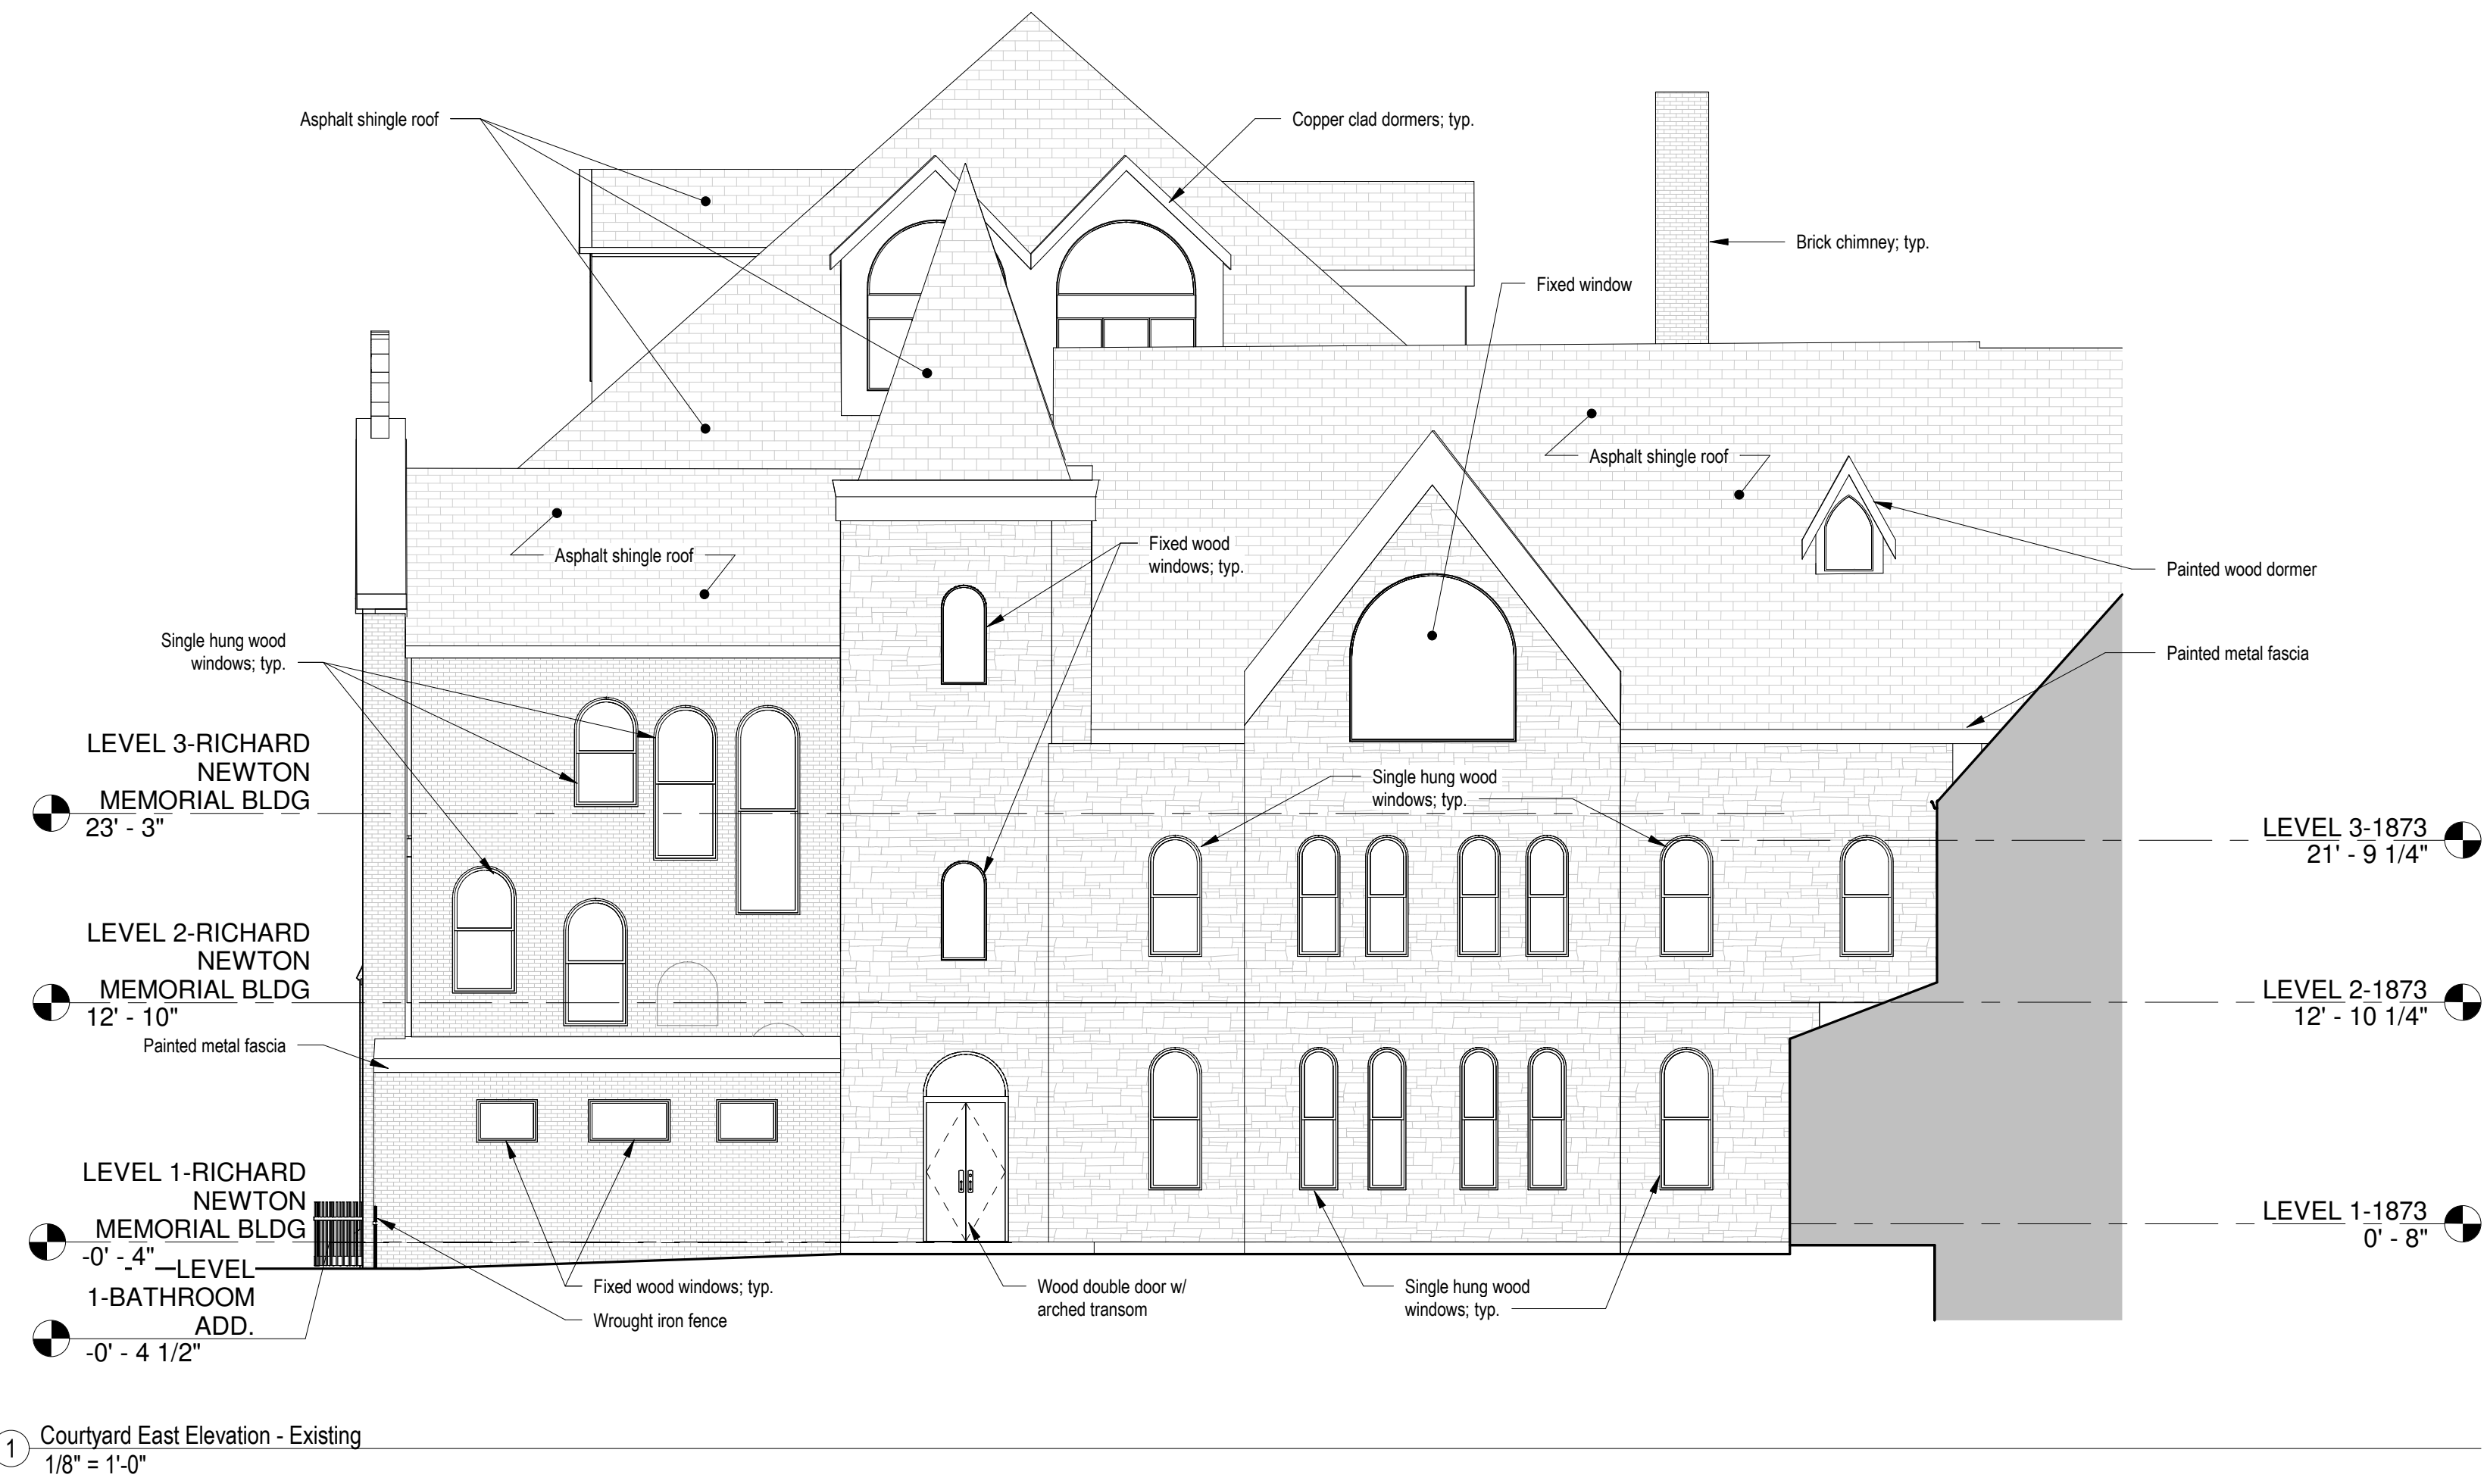 Asphalt shingle roof
Copper clad dormers; typ.
Brick chimney; typ.
Fixed window
Asphalt shingle roof
Fixed wood
windows; typ.
Asphalt shingle roof
Painted wood dormer
Single hung wood
windows; typ.
Painted metal fascia
LEVEL 3-RICHARD
NEWTON
MEMORIAL BLDG
23' - 3"
Single hung wood
windows; typ.
LEVEL 3-1873
21' - 9 1/4"
LEVEL 2-RICHARD
NEWTON
MEMORIAL BLDG
12' - 10"
LEVEL 2-1873
12' - 10 1/4"
Painted metal fascia
LEVEL 1-RICHARD
NEWTON
MEMORIAL BLDG
-0' - 4"
LEVEL 1-1873
0' - 8"
LEVEL
1-BATHROOM
ADD.
-0' - 4 1/2"
Fixed wood windows; typ.
Wrought iron fence
Wood double door w/
arched transom
Single hung wood
windows; typ.
1 Courtyard East Elevation - Existing
1/8" = 1'-0"